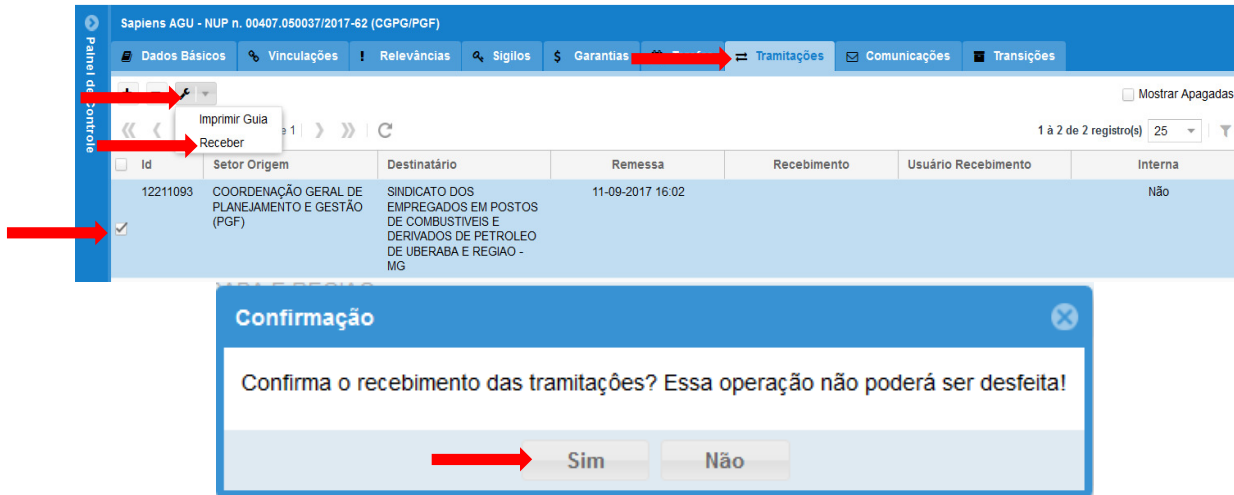 Sapiens AGU - NUP n. 00407.050037/2017-62 (CGPG/PGF)
Painel de Controle
Dados Básicos Vinculações Relevâncias Sigilos Garantias Tramitações Comunicações Transições
Mostrar Apagadas
Imprimir Guia
Receber
e 1
1 à 2 de 2 registro(s) 25
Id Setor Origem Destinatário Remessa Recebimento Usuário Recebimento Interna
12211093 COORDENAÇÃO GERAL DE SINDICATO DOS 11-09-2017 16:02 Não
PLANEJAMENTO E GESTÃO EMPREGADOS EM POSTOS
(PGF) DE COMBUSTIVEIS E
DERIVADOS DE PETROLEO
DE UBERABA E REGIAO -
MG
Confirmação
Confirma o recebimento das tramitações? Essa operação não poderá ser desfeita!
Sim Não